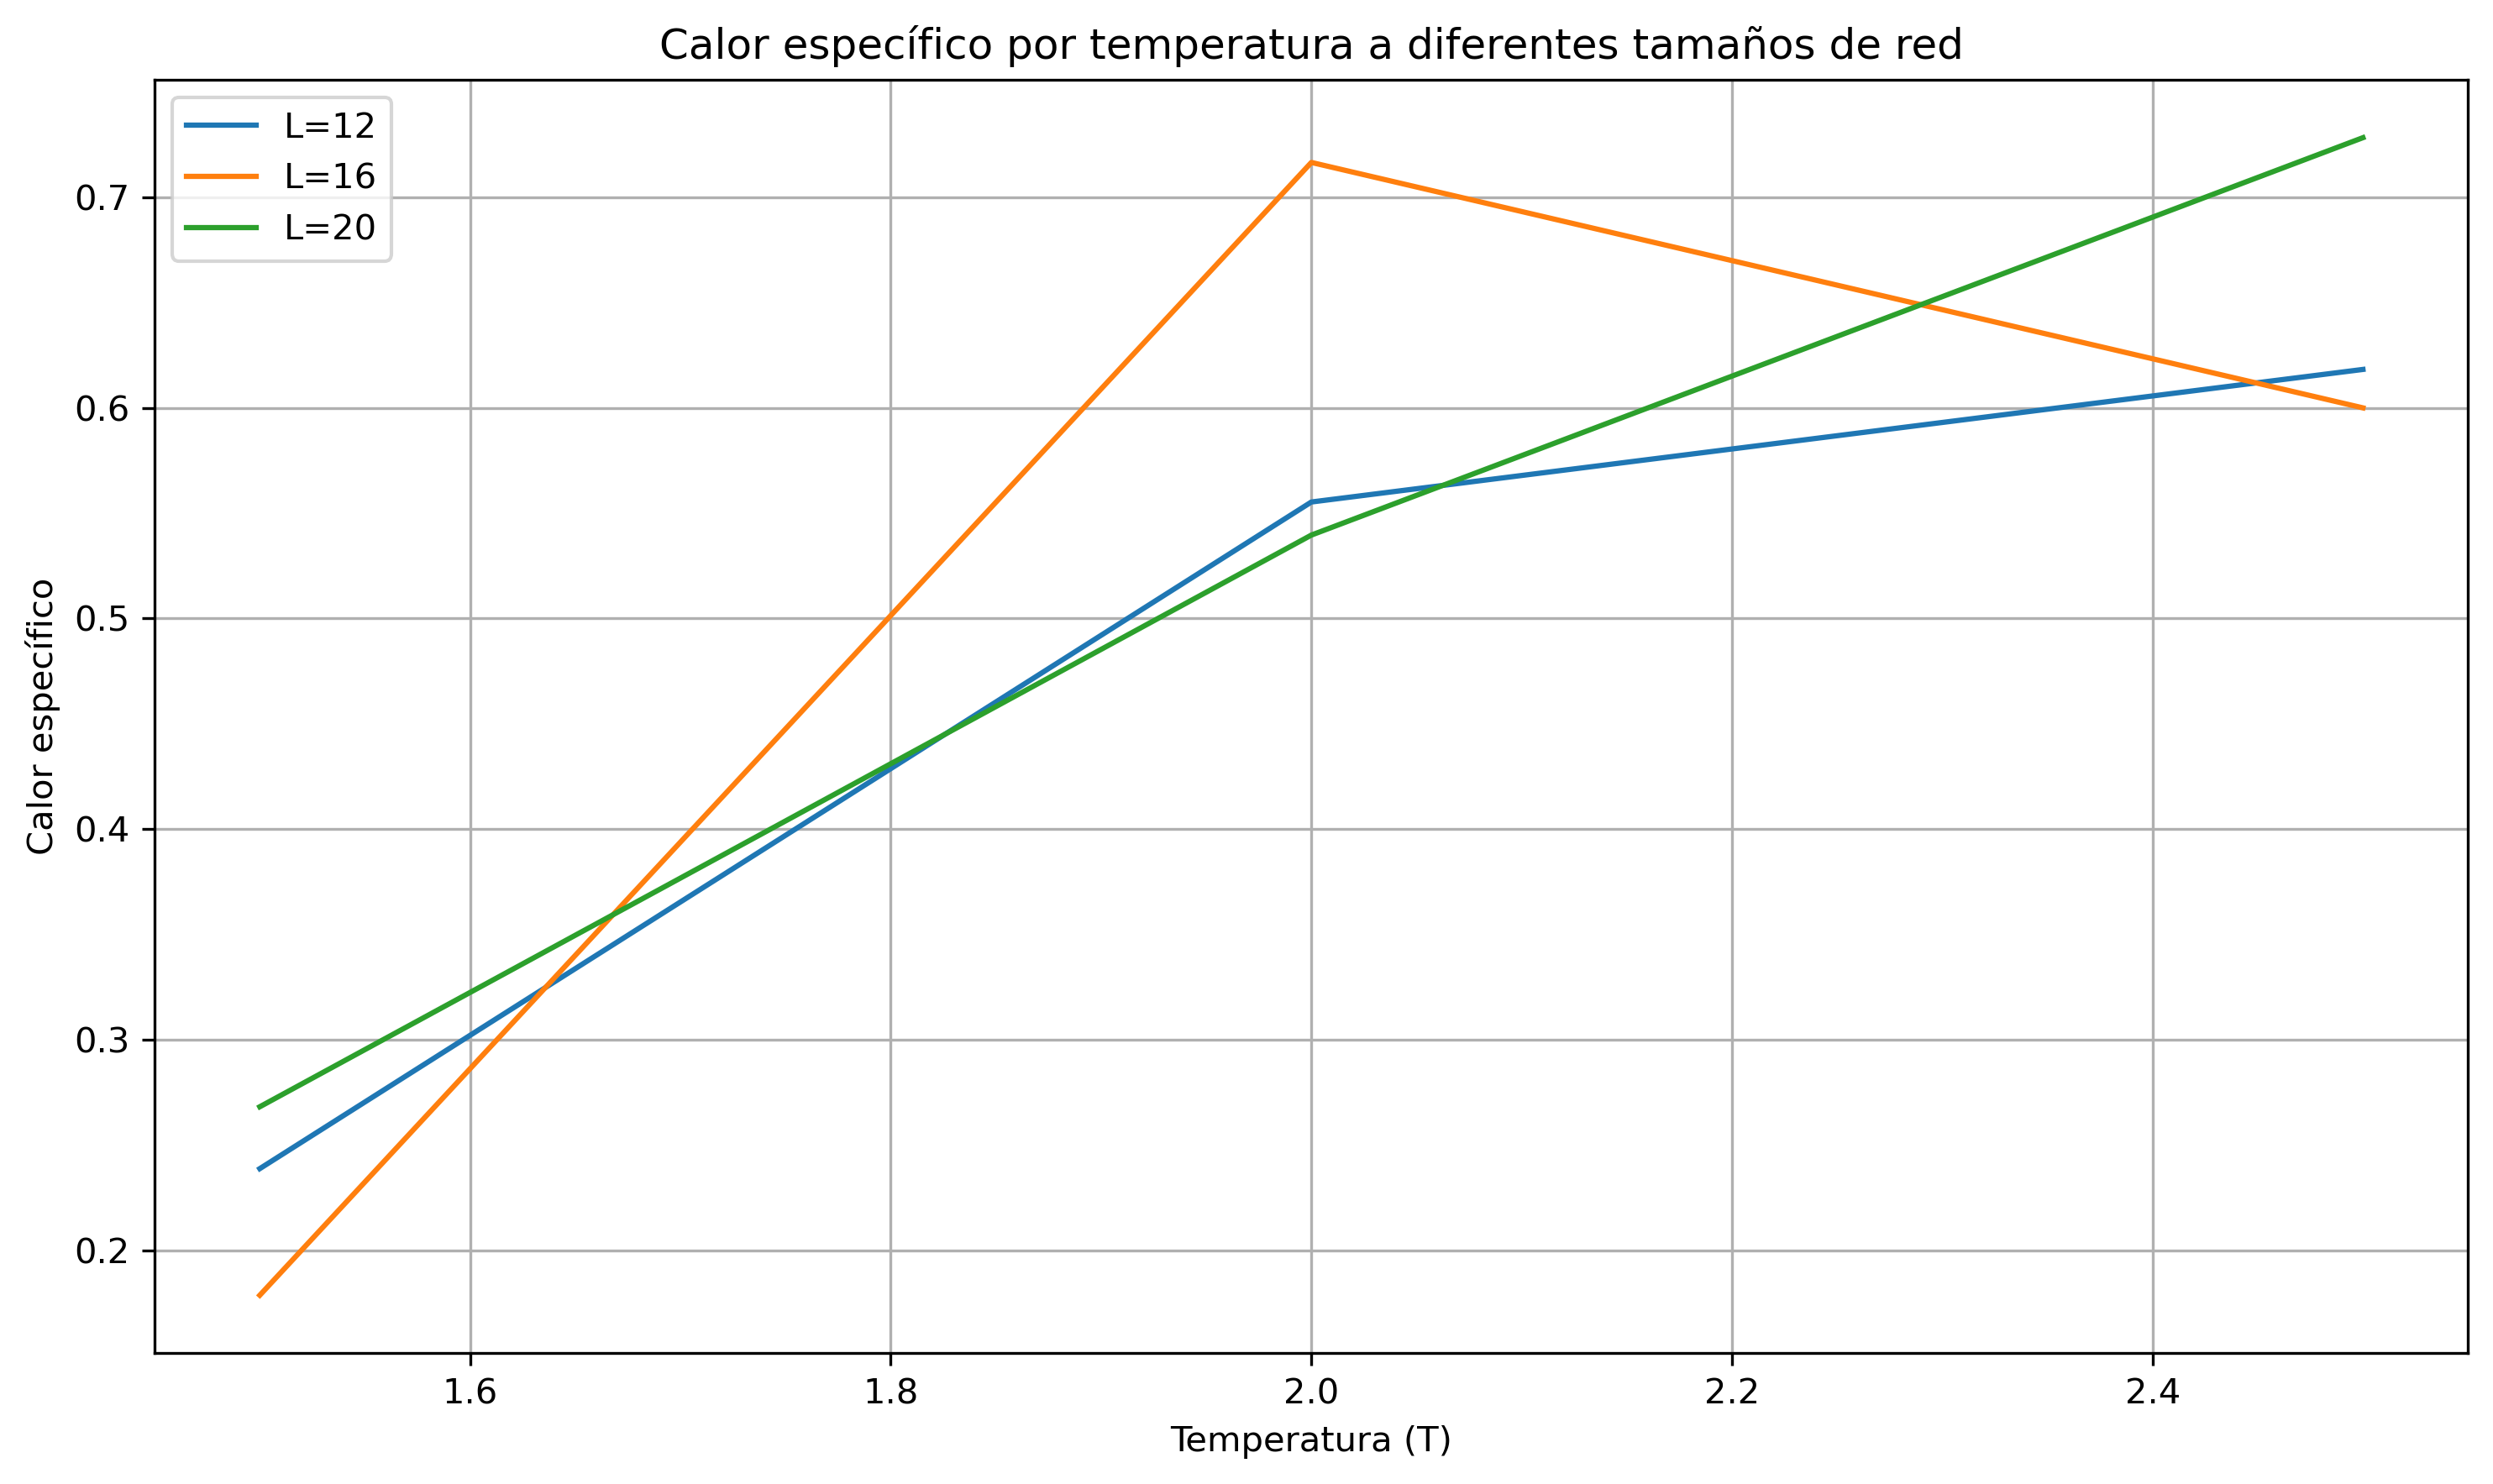 Calor específico por temperatura a diferentes tamaños de red
L=12
L=16
L=20
0.7
0.6
0.5
0.4
0.3
0.2
Calor específico
1.6 1.8 2.0 2.2 2.4
Temperatura (T)